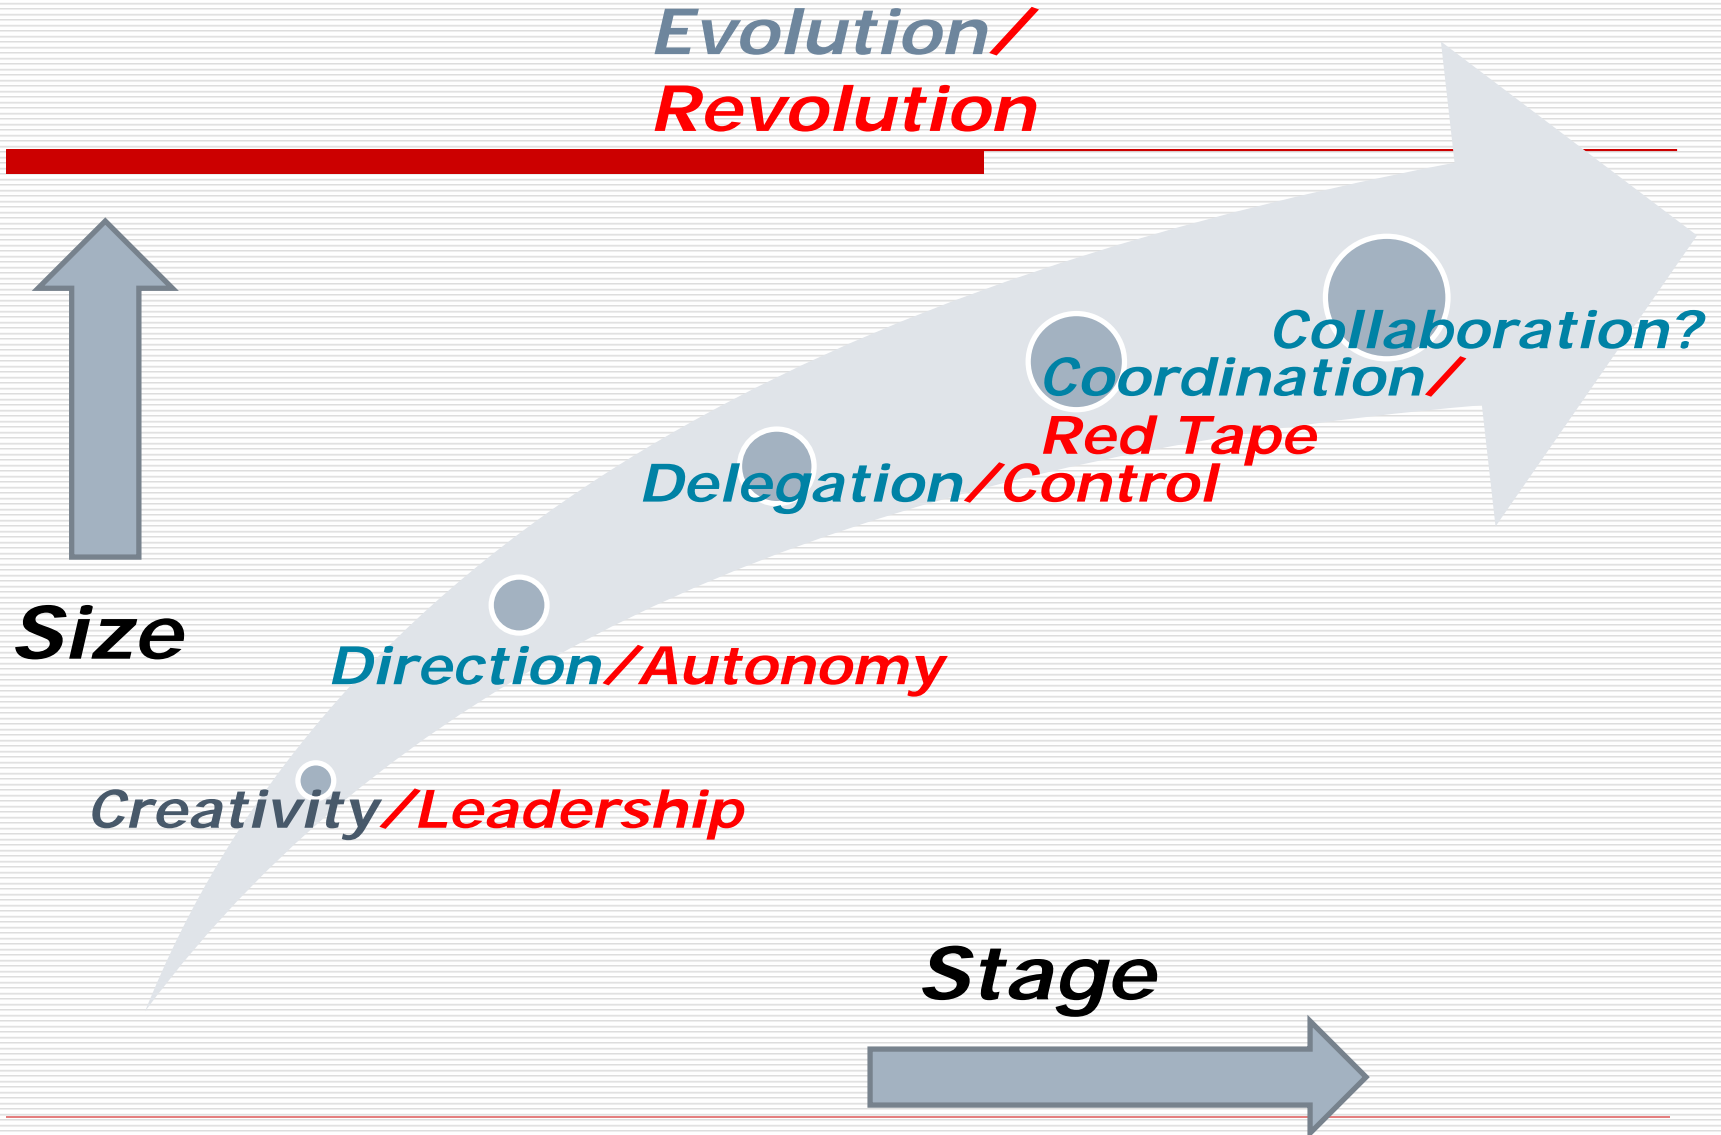 Evolution/
Revolution
Collaboration?
Coordination/
Red Tape
Delegation/Control
Size
Direction/Autonomy
Creativity/Leadership
Stage